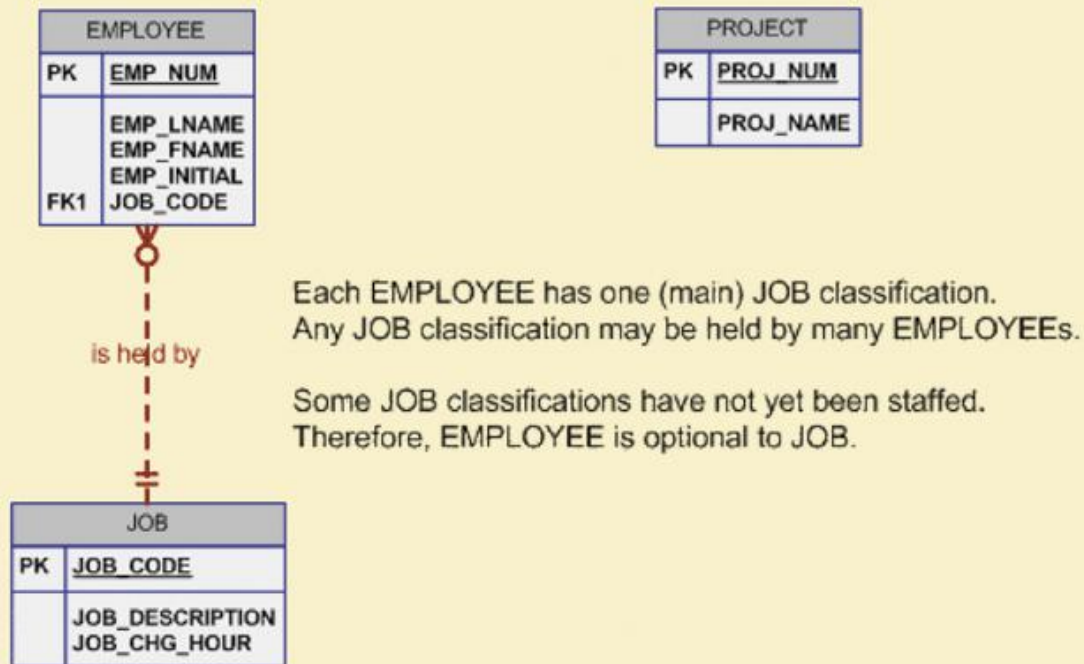 EMPLOYEE
PK EMP_NUM
EMP_LNAME
EMP_FNAME
EMP_INITIAL
FK1 JOB_CODE
PROJECT
PK PROJ_NUM
PROJ_NAME
Each EMPLOYEE has one (main) JOB classification.
Any JOB classification may be held by many EMPLOYEEs.
is held by
Some JOB classifications have not yet been staffed.
Therefore, EMPLOYEE is optional to JOB.
JOB
PK JOB_CODE
JOB_DESCRIPTION
JOB_CHG_HOUR